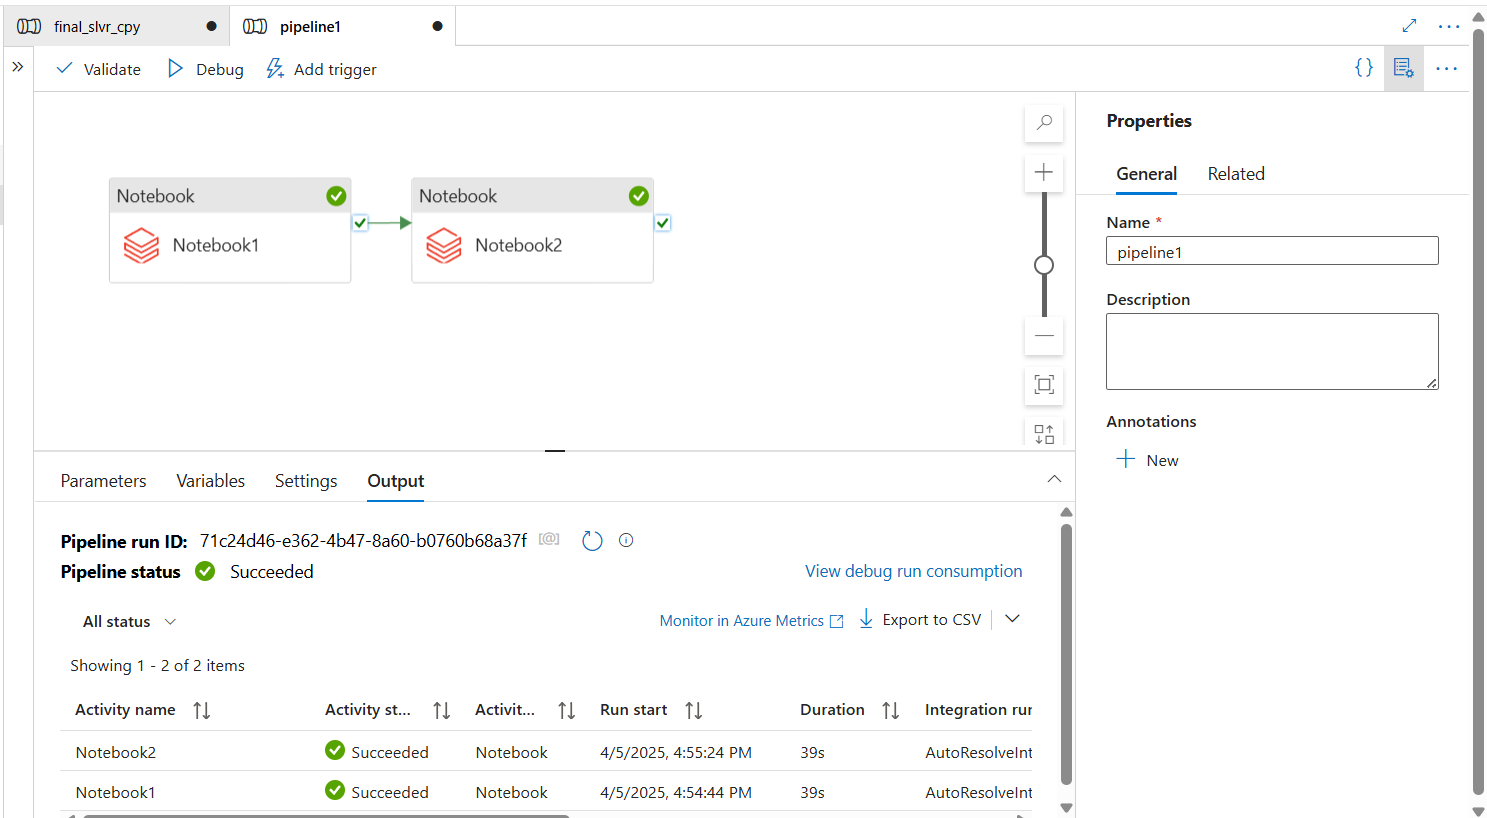 final_slvr_cpy
pipeline1
Validate
Debug
Add trigger
Notebook
Notebook1
Notebook
Notebook2
Properties
General
Related
Name *
pipeline1
Description
Annotations
New
Parameters
Variables
Settings
Output
Pipeline run ID: 71c24d46-e362-4b47-8a60-b0760b68a37f
Pipeline status Succeeded
View debug run consumption
All status
Monitor in Azure Metrics
Export to CSV
Showing 1 - 2 of 2 items
Activity name Activity st... Activit... Run start Duration Integration rur
Notebook2 Succeeded Notebook 4/5/2025, 4:55:24 PM 39s AutoResolveInt
Notebook1 Succeeded Notebook 4/5/2025, 4:54:44 PM 39s AutoResolveInt